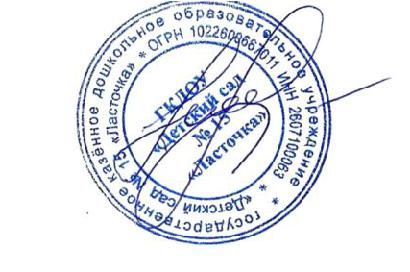 государственное казённое дошкольное образовательное учреждение *
«Детский сад № 15 «Ласточка» * ОГРН
ИНН 2607100063 *
ГКДОУ
«Детский сад
№ 15
«Ласточка»